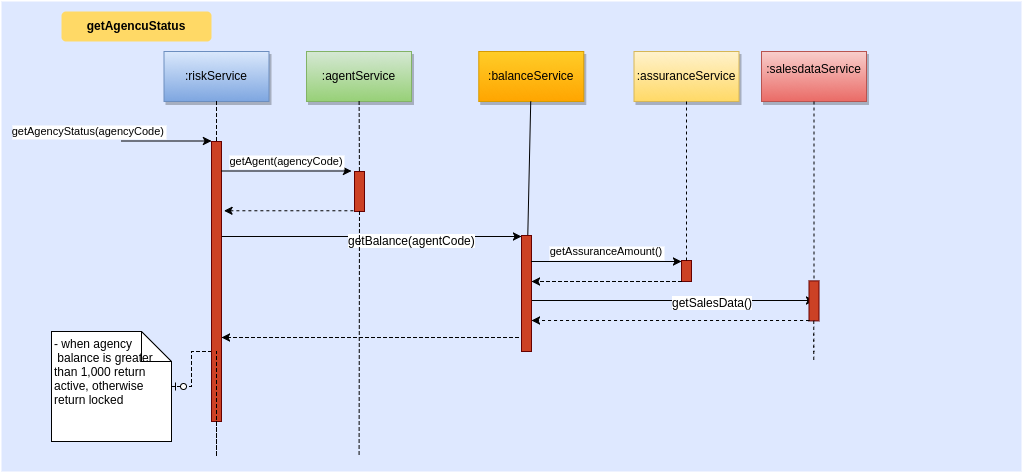 getAgencuStatus
:riskService
:agentService
:balanceService
:assuranceService
:salesdataService
getAgencyStatus(agencyCode)
getAgent(agencyCode)
getBalance(agentCode)
getAssuranceAmount()
getSalesData()
- when agency
balance is greater
than 1,000 return
active, otherwise
return locked